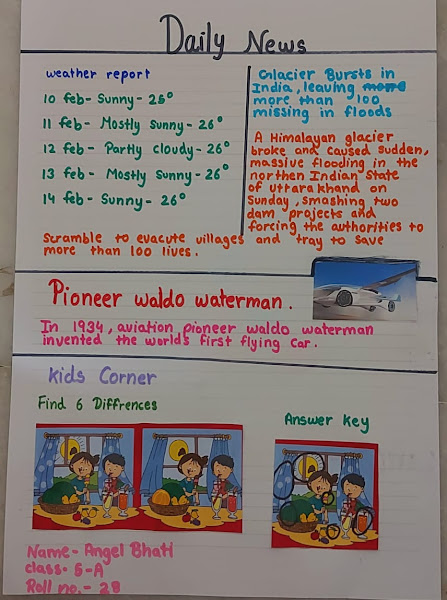 Daily News
weather report
10 feb- Sunny- 26°
11 feb- Mostly Sunny- 26°
12 feb- Partly cloudy- 26°
13 feb- Mostly Sunny- 26°
14 feb- Sunny- 26°
Glacier Bursts in
India, leaving more
more than 100
missing in floods
A Himalayan glacier
broke and caused sudden,
massive flooding in the
northen Indian State
of Uttarakhand on
Sunday, smashing two
dam projects and
forcing the authorities to
Scramble to evacute villages and tray to save
more than 100 lives.
Pioneer waldo waterman.
In 1934, aviation pioneer waldo waterman
invented the worlds first flying car.
Kids Corner
Find 6 Diffrences
Answer key
Name- Angel Bhati
class- 6-A
Roll no.- 28